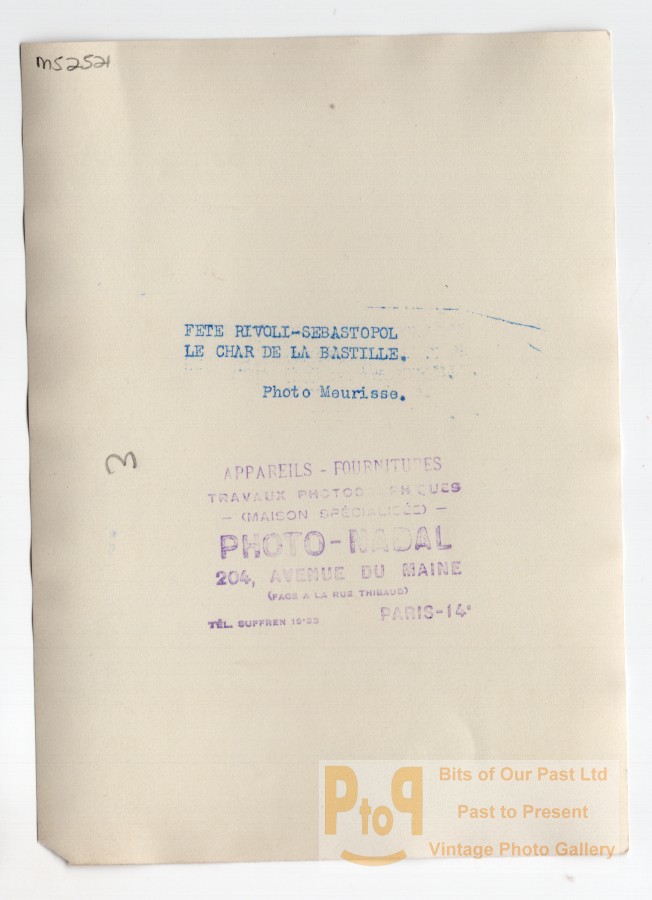 MS2521
FETE RIVOLI-SEBASTOPOL
LE CHAR DE LA BASTILLE.
Photo Meurisse.
3
APPAREILS - FOURNITURES
TRAVAUX PHOTOGRAPHIQUES
— (MAISON SPÉCIALISÉE) —
PHOTO-NADAL
204, AVENUE DU MAINE
(FACE A LA RUE THIBAUD)
TÉL. SUFFREN PARIS-14e
PtoP
Bits of Our Past Ltd
Past to Present
Vintage Photo Gallery